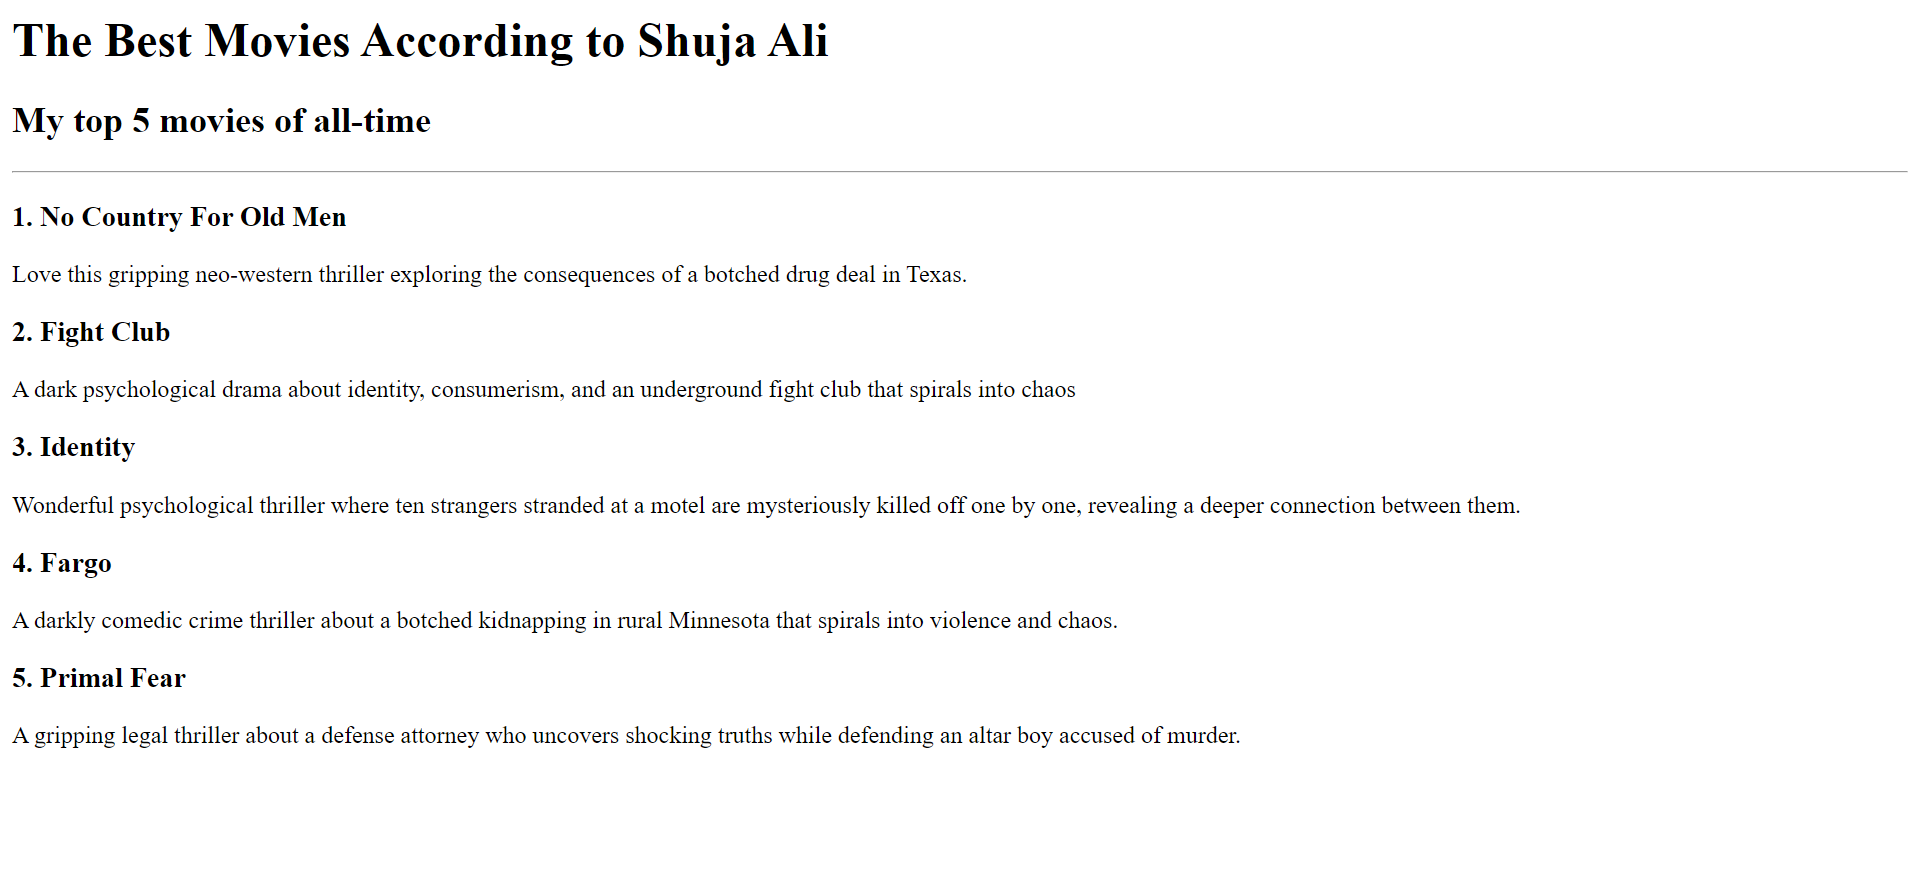 The Best Movies According to Shuja Ali
My top 5 movies of all-time
1. No Country For Old Men
Love this gripping neo-western thriller exploring the consequences of a botched drug deal in Texas.
2. Fight Club
A dark psychological drama about identity, consumerism, and an underground fight club that spirals into chaos
3. Identity
Wonderful psychological thriller where ten strangers stranded at a motel are mysteriously killed off one by one, revealing a deeper connection between them.
4. Fargo
A darkly comedic crime thriller about a botched kidnapping in rural Minnesota that spirals into violence and chaos.
5. Primal Fear
A gripping legal thriller about a defense attorney who uncovers shocking truths while defending an altar boy accused of murder.